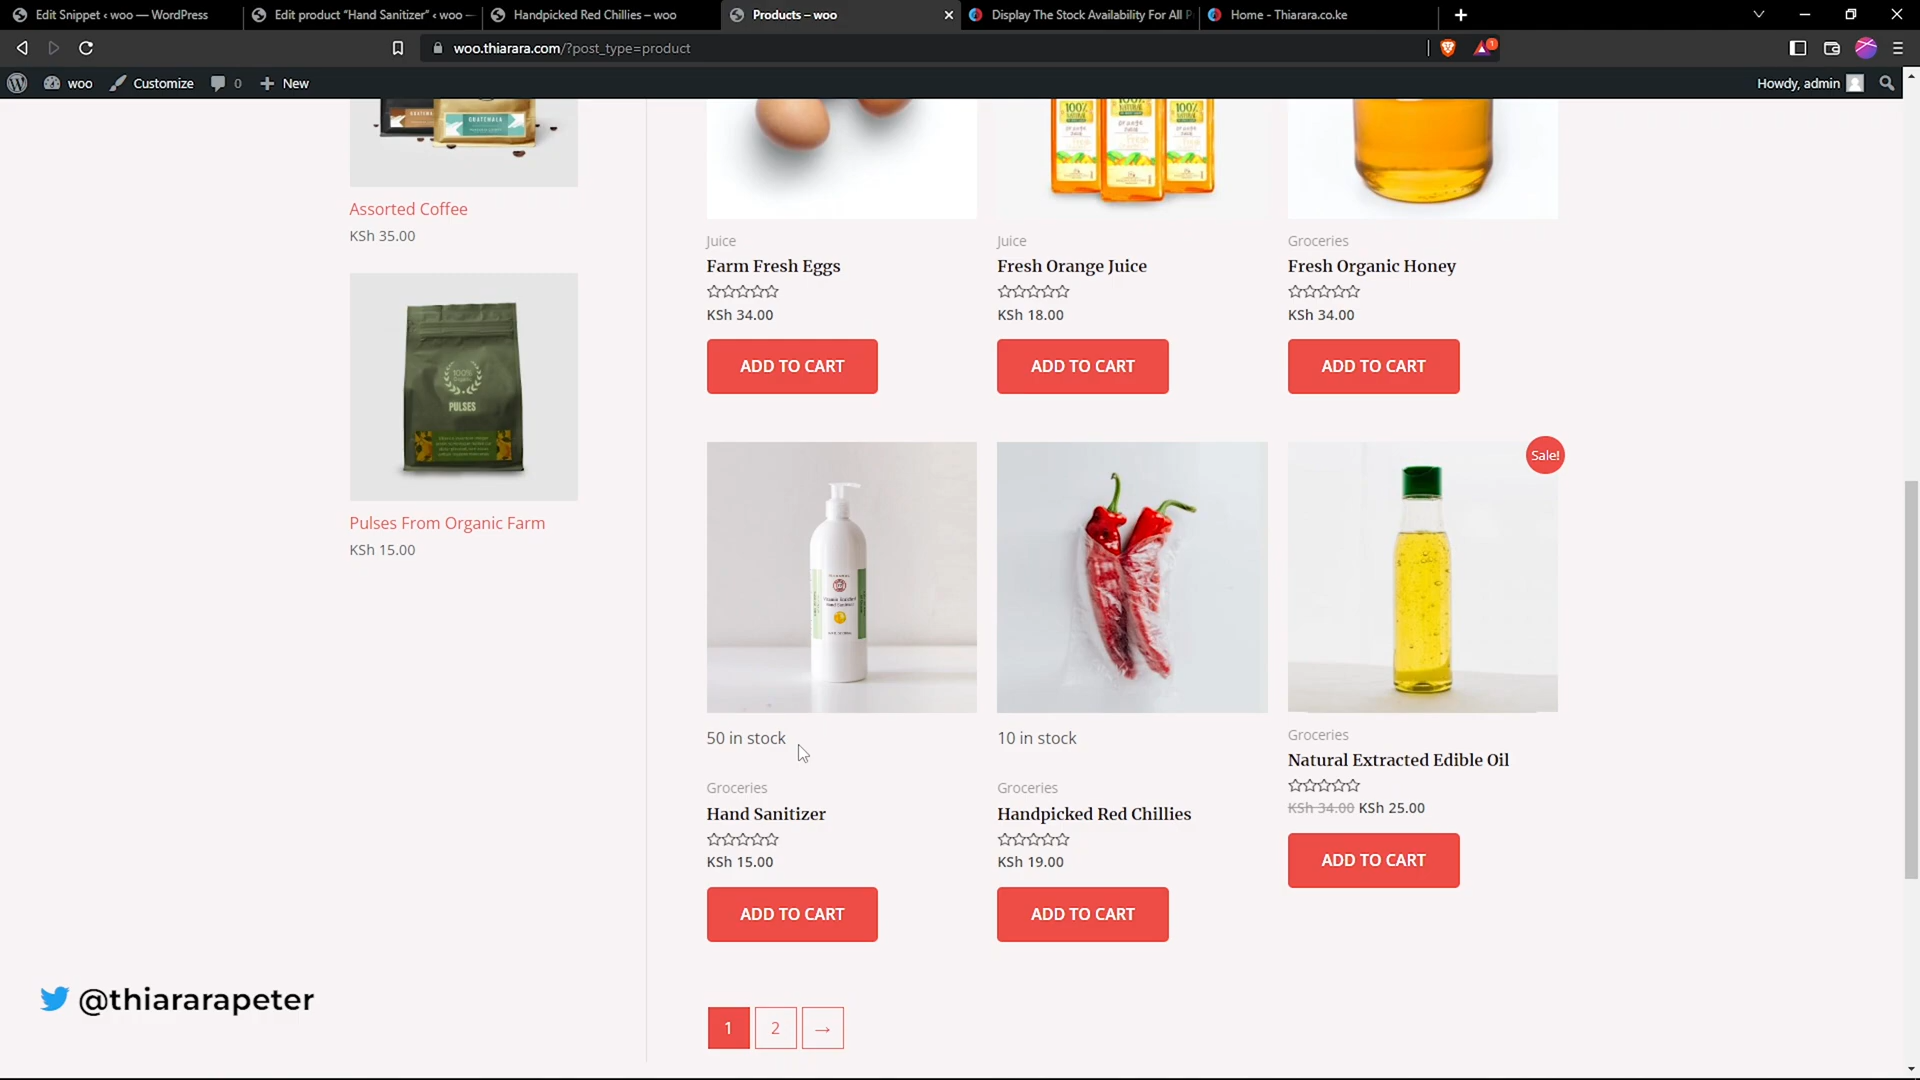 Edit Snippet ‹ woo — WordPress
Edit product “Hand Sanitizer” ‹ woo —
Handpicked Red Chillies – woo
Products – woo
Display The Stock Availability For All P
Home - Thiarara.co.ke
woo.thiarara.com/?post_type=product
1
woo
Customize
0
New
Howdy, admin
GUATEMALA
Assorted Coffee
KSh 35.00
100%
PULSES
Pulses From Organic Farm
KSh 15.00
Juice
Farm Fresh Eggs
KSh 34.00
ADD TO CART
100% NATURAL
Juice
Fresh Orange Juice
KSh 18.00
ADD TO CART
Groceries
Fresh Organic Honey
KSh 34.00
ADD TO CART
50 in stock
Groceries
Hand Sanitizer
KSh 15.00
ADD TO CART
10 in stock
Groceries
Handpicked Red Chillies
KSh 19.00
ADD TO CART
Sale!
Groceries
Natural Extracted Edible Oil
KSh 34.00 KSh 25.00
ADD TO CART
1 2 →
@thiararapeter